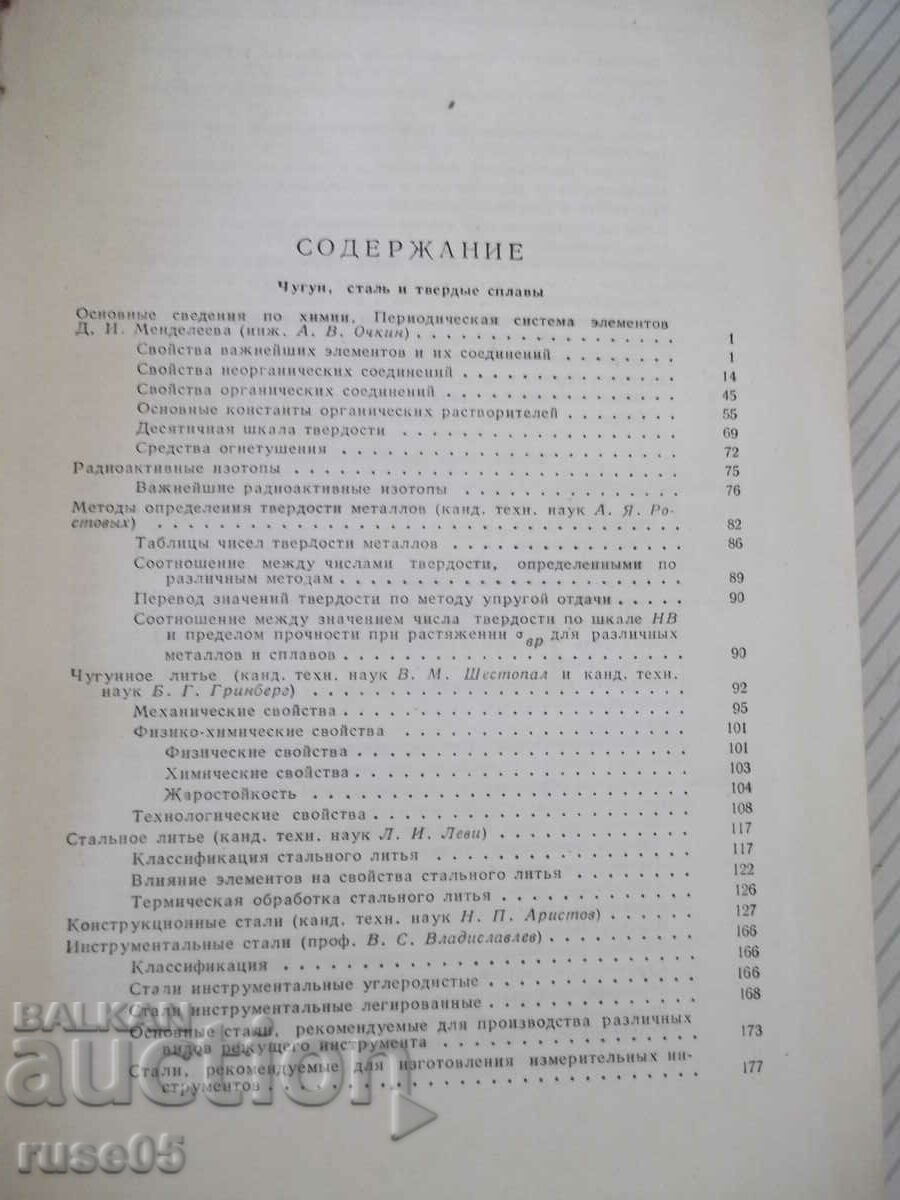 СОДЕРЖАНИЕ
Чугун, сталь и твердые сплавы
Основные сведения по химии. Периодическая система элементов
Д. И. Менделеева (инж. А. В. Очкин) . . . . . . . . . . . . . . 1
Свойства важнейших элементов и их соединений . . . . . . . 1
Свойства неорганических соединений . . . . . . . . . . . . . 14
Свойства органических соединений . . . . . . . . . . . . . . 45
Основные константы органических растворителей . . . . . . . 55
Десятичная шкала твердости . . . . . . . . . . . . . . . . . 69
Средства огнетушения . . . . . . . . . . . . . . . . . . . . 72
Радиоактивные изотопы . . . . . . . . . . . . . . . . . . . . 75
Важнейшие радиоактивные изотопы . . . . . . . . . . . . . . 76
Методы определения твердости металлов (канд. техн. наук А. Я. Ро-
стовых) . . . . . . . . . . . . . . . . . . . . . . . . . . 82
Таблицы чисел твердости металлов . . . . . . . . . . . . . . 86
Соотношение между числами твердости, определенными по
различным методам . . . . . . . . . . . . . . . . . . . . . 89
Перевод значений твердости по методу упругой отдачи . . . . . 90
Соотношение между значением числа твердости по шкале НВ
и пределом прочности при растяжении σвр для различных
металлов и сплавов . . . . . . . . . . . . . . . . . . . . . 90
Чугунное литье (канд. техн. наук В. М. Шестопал и канд. техн.
наук Б. Г. Гринберг) . . . . . . . . . . . . . . . . . . . . 92
Механические свойства . . . . . . . . . . . . . . . . . . . 95
Физико-химические свойства . . . . . . . . . . . . . . . . . 101
Физические свойства . . . . . . . . . . . . . . . . . . . . 101
Химические свойства . . . . . . . . . . . . . . . . . . . . 103
Жаростойкость . . . . . . . . . . . . . . . . . . . . . . . 104
Технологические свойства . . . . . . . . . . . . . . . . . . 108
Стальное литье (канд. техн. наук Л. И. Леви) . . . . . . . . . . 117
Классификация стального литья . . . . . . . . . . . . . . . 117
Влияние элементов на свойства стального литья . . . . . . . . 122
Термическая обработка стального литья . . . . . . . . . . . . 126
Конструкционные стали (канд. техн. наук Н. П. Аристов) . . . . . 127
Инструментальные стали (проф. В. С. Владиславлев) . . . . . . . . 166
Классификация . . . . . . . . . . . . . . . . . . . . . . . 166
Стали инструментальные углеродистые . . . . . . . . . . . . 166
Стали инструментальные легированные . . . . . . . . . . . . 168
Основные стали, рекомендуемые для производства различных
видов режущего инструмента . . . . . . . . . . . . . . . . . 173
Стали, рекомендуемые для изготовления измерительных ин-
струментов . . . . . . . . . . . . . . . . . . . . . . . . . 177
BALKAN
auction
ruse05